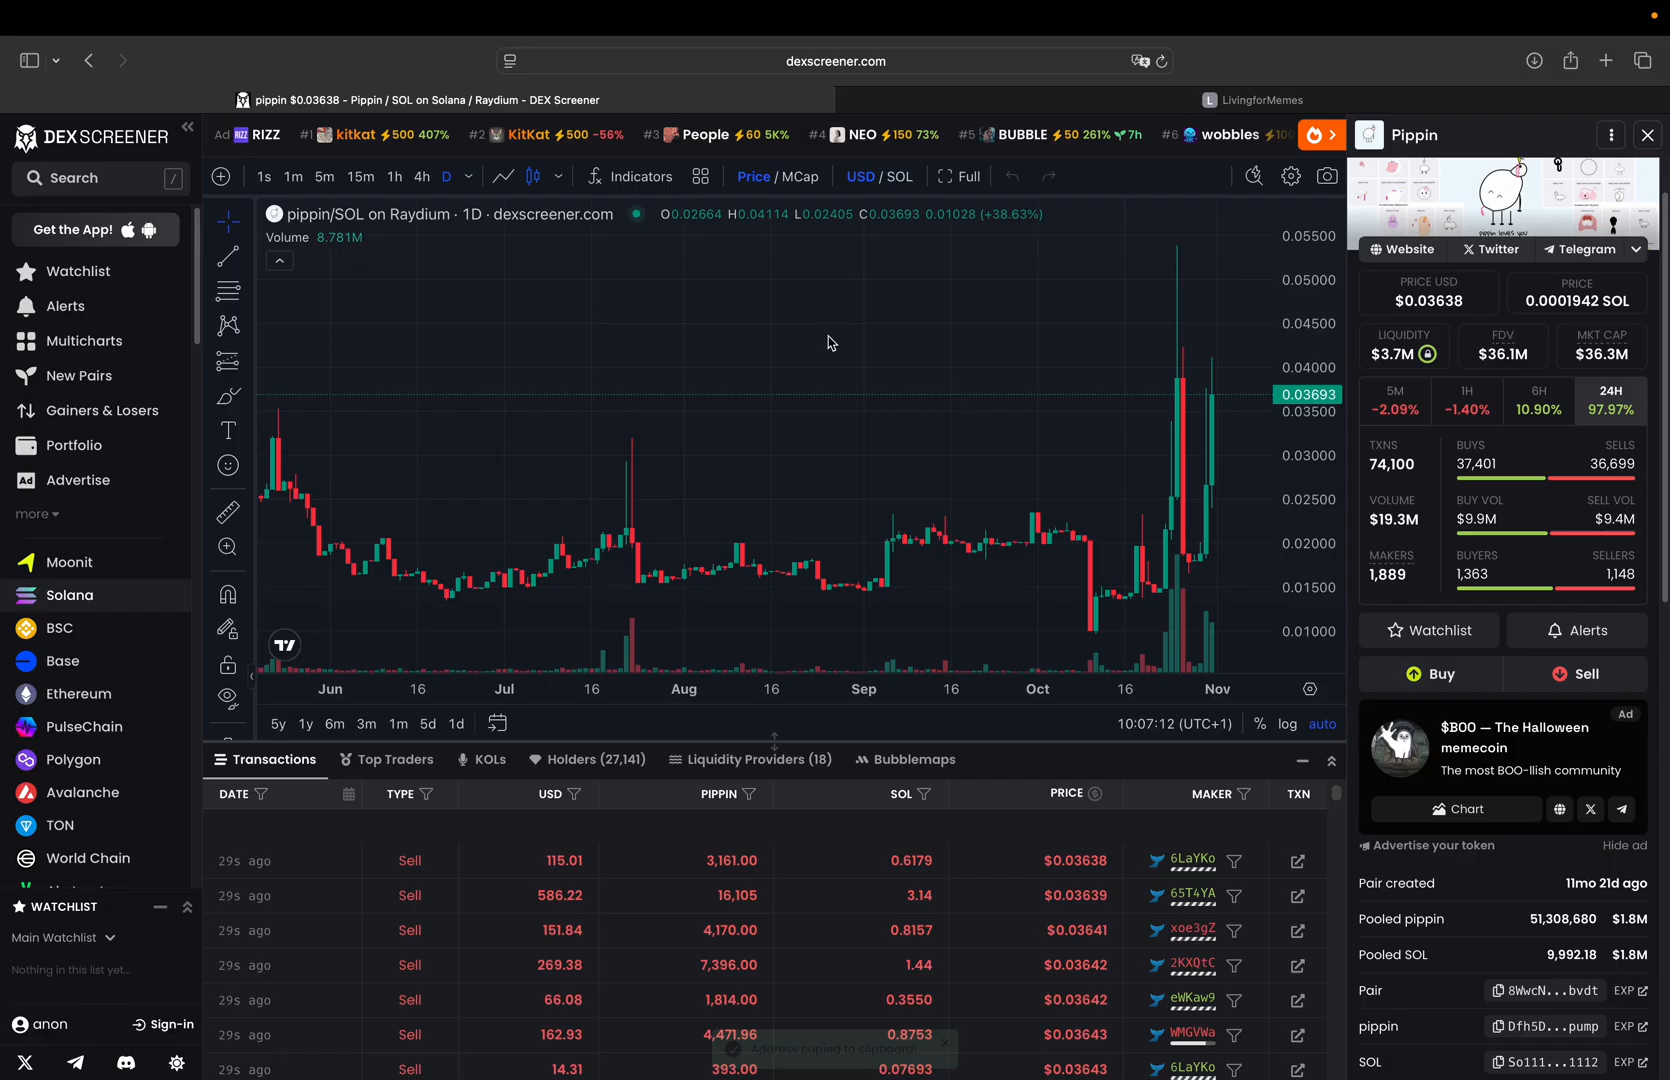 dexscreener.com
pippin $0.03638 - Pippin / SOL on Solana / Raydium - DEX Screener
L LivingforMemes
DEXSCREENER
Search /
Get the App!
Watchlist
Alerts
Multicharts
New Pairs
Gainers & Losers
Portfolio
Ad Advertise
more
Moonit
Solana
BSC
Base
Ethereum
PulseChain
Polygon
Avalanche
TON
World Chain
WATCHLIST
Main Watchlist
Nothing in this list yet...
anon Sign-in
Ad RIZZ RIZZ #1 kitkat 500 407% #2 KitKat 500 -56% #3 People 60 5K% #4 NEO 150 73% #5 BUBBLE 50 261% 7h #6 wobbles
1s 1m 5m 15m 1h 4h D Indicators Price / MCap USD / SOL Full
pippin/SOL on Raydium · 1D · dexscreener.com O0.02664 H0.04114 L0.02405 C0.03693 0.01028 (+38.63%)
Volume 8.781M
0.05500
0.05000
0.04500
0.04000
0.03693
0.03500
0.03000
0.02500
0.02000
0.01500
0.01000
Jun 16 Jul 16 Aug 16 Sep 16 Oct 16 Nov
5y 1y 6m 3m 1m 5d 1d 10:07:12 (UTC+1) % log auto
Transactions Top Traders KOLs Holders (27,141) Liquidity Providers (18) Bubblemaps
DATE TYPE USD PIPPIN SOL PRICE MAKER TXN
29s ago Sell 115.01 3,161.00 0.6179 $0.03638 6LaYKo
29s ago Sell 586.22 16,105 3.14 $0.03639 65T4YA
29s ago Sell 151.84 4,170.00 0.8157 $0.03641 xoe3gZ
29s ago Sell 269.38 7,396.00 1.44 $0.03642 2KXQtC
29s ago Sell 66.08 1,814.00 0.3550 $0.03642 eWKaw9
29s ago Sell 162.93 4,471.96 0.8753 $0.03643 WMGVWa
29s ago Sell 14.31 393.00 0.07693 $0.03643 6LaYKo
Address copied to clipboard!
Pippin
pippin loves you
Website Twitter Telegram
PRICE USD PRICE
$0.03638 0.0001942 SOL
LIQUIDITY FDV MKT CAP
$3.7M $36.1M $36.3M
5M 1H 6H 24H
-2.09% -1.40% 10.90% 97.97%
TXNS BUYS SELLS
74,100 37,401 36,699
VOLUME BUY VOL SELL VOL
$19.3M $9.9M $9.4M
MAKERS BUYERS SELLERS
1,889 1,363 1,148
Watchlist Alerts
Buy Sell
Ad
$BOO — The Halloween
memecoin
The most BOO-llish community
Chart
Advertise your token Hide ad
Pair created 11mo 21d ago
Pooled pippin 51,308,680 $1.8M
Pooled SOL 9,992.18 $1.8M
Pair 8WwcN...bvdt EXP
pippin Dfh5D...pump EXP
SOL So111...1112 EXP